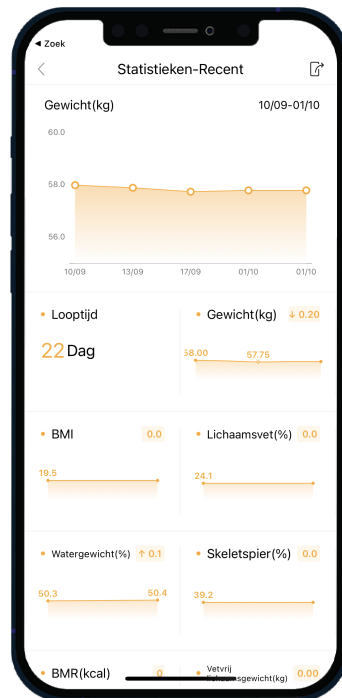 ◀ Zoek
Statistieken-Recent
Gewicht(kg) 10/09-01/10
60.0
58.0
56.0
10/09 13/09 17/09 01/10 01/10
• Looptijd
22 Dag
• Gewicht(kg) ↓ 0.20
58.00 57.75
• BMI 0.0
19.5
• Lichaamsvet(%) 0.0
24.1
• Watergewicht(%) ↑ 0.1
50.3 50.4
• Skeletspier(%) 0.0
39.2
• BMR(kcal) 0
• Vetvrij
lichaamsgewicht(kg) 0.00